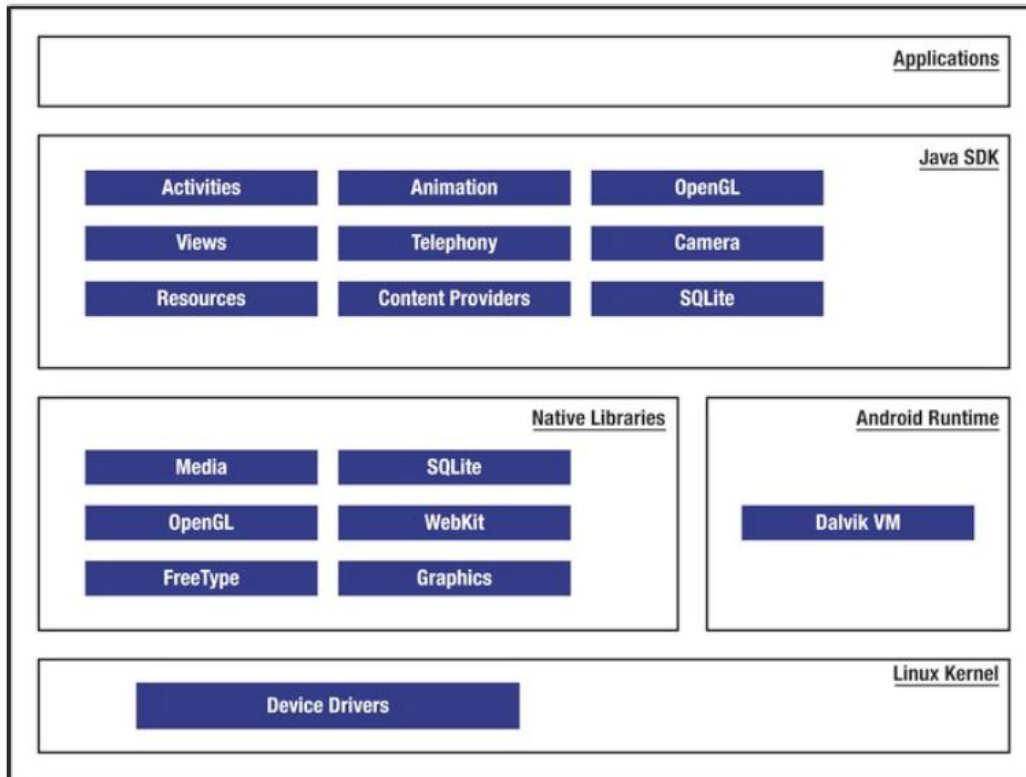 Applications
Java SDK
Activities
Animation
OpenGL
Views
Telephony
Camera
Resources
Content Providers
SQLite
Native Libraries
Media
SQLite
OpenGL
WebKit
FreeType
Graphics
Android Runtime
Dalvik VM
Linux Kernel
Device Drivers